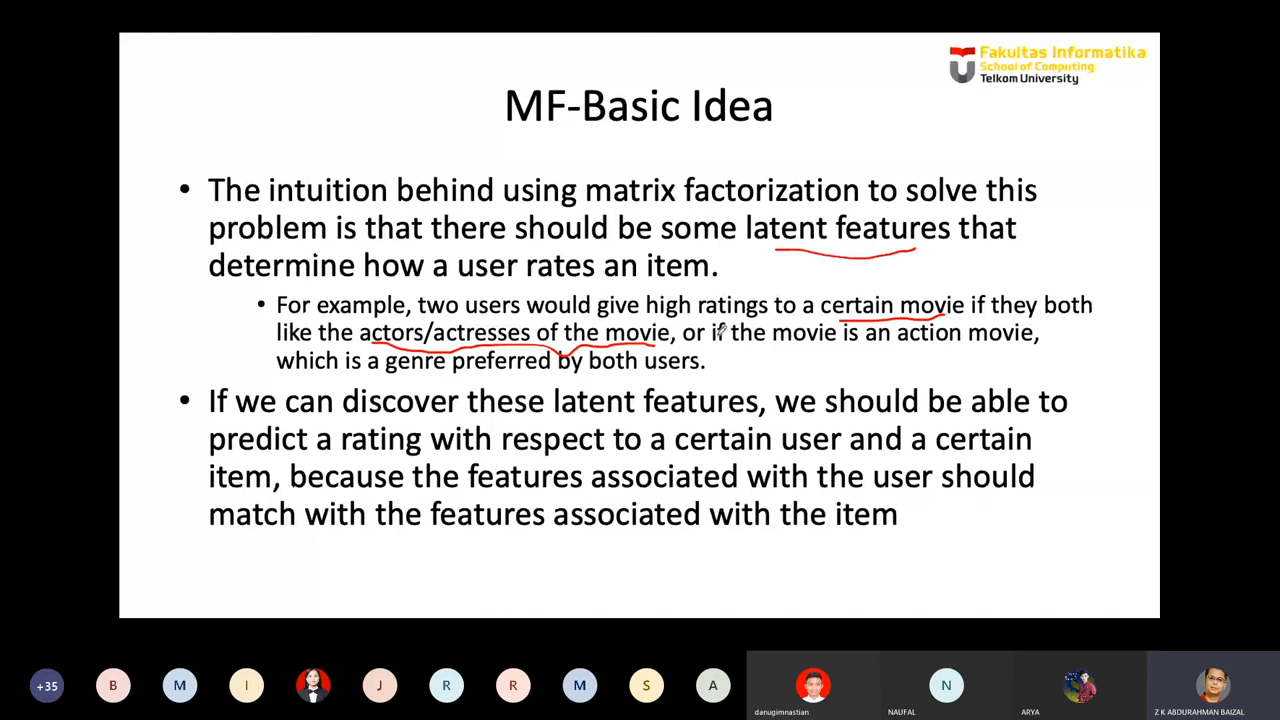 Fakultas Informatika
School of Computing
Telkom University
MF-Basic Idea
• The intuition behind using matrix factorization to solve this
problem is that there should be some latent features that
determine how a user rates an item.
• For example, two users would give high ratings to a certain movie if they both
like the actors/actresses of the movie, or if the movie is an action movie,
which is a genre preferred by both users.
• If we can discover these latent features, we should be able to
predict a rating with respect to a certain user and a certain
item, because the features associated with the user should
match with the features associated with the item
+35 B M I J R R M S A N
danugimnastian NAUFAL ARYA Z K ABDURAHMAN BAIZAL